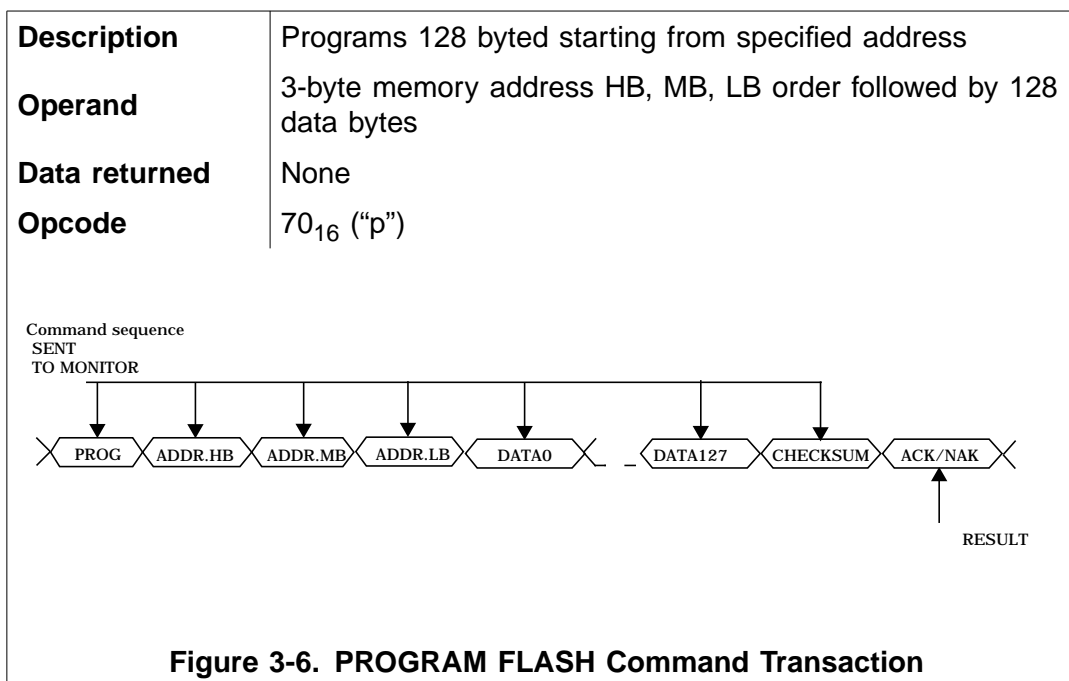 Description Programs 128 byted starting from specified address
Operand 3-byte memory address HB, MB, LB order followed by 128
data bytes
Data returned None
Opcode 70₁₆ (“p”)
Command sequence
SENT
TO MONITOR
PROG ADDR.HB ADDR.MB ADDR.LB DATA0 DATA127 CHECKSUM ACK/NAK
RESULT
Figure 3-6. PROGRAM FLASH Command Transaction